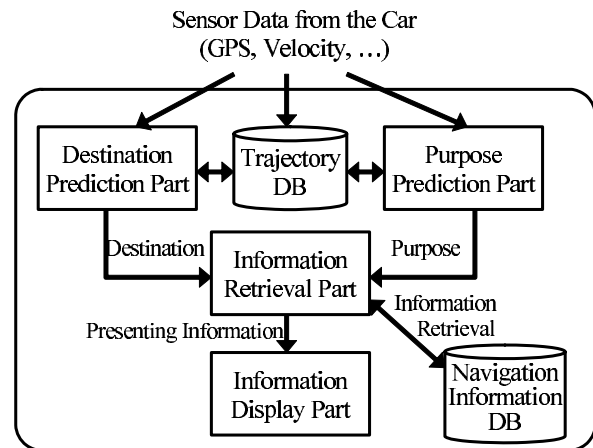 Sensor Data from the Car
(GPS, Velocity, ...)
Destination
Prediction Part
Trajectory
DB
Purpose
Prediction Part
Destination
Purpose
Information
Retrieval Part
Information
Retrieval
Presenting Information
Information
Display Part
Navigation
Information
DB